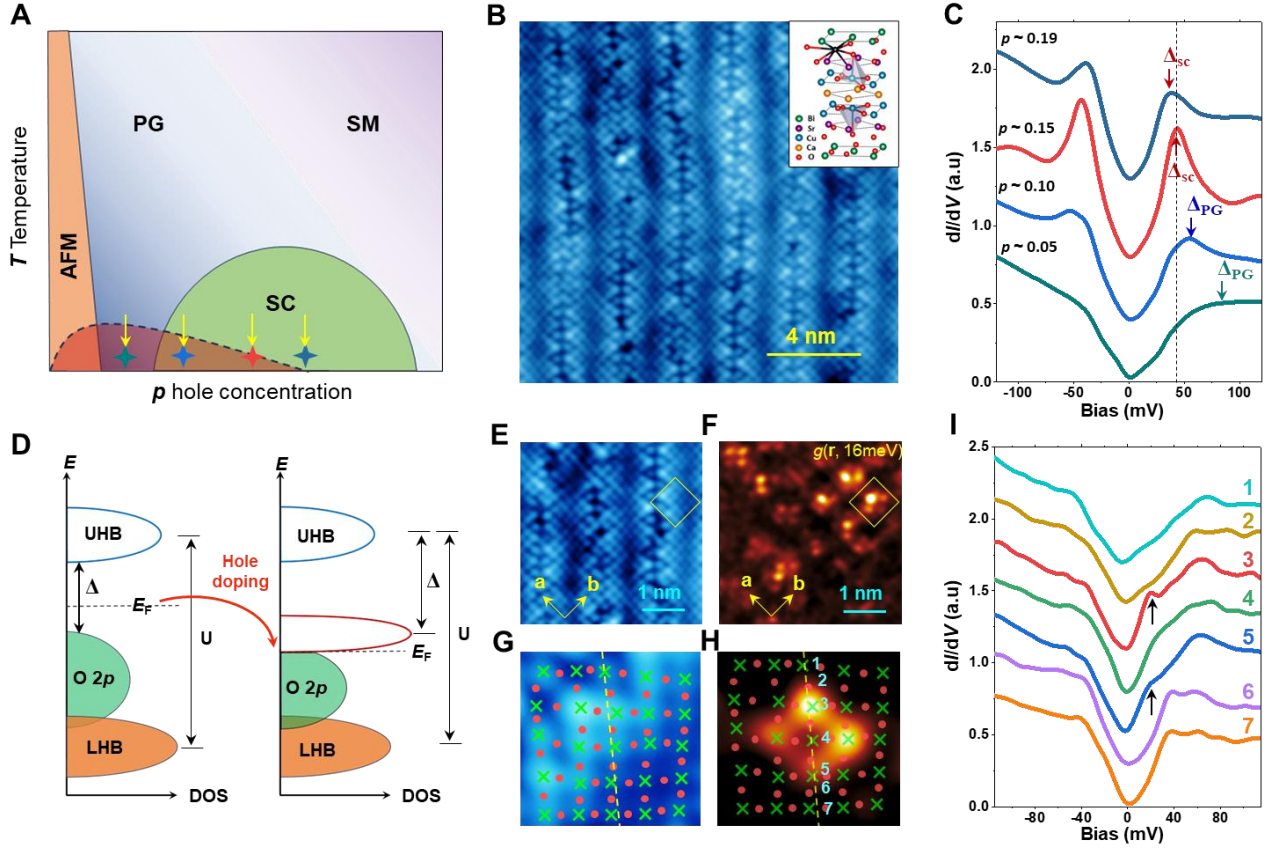 A
T Temperature
AFM
PG
SM
SC
p hole concentration
B
Bi
Sr
Cu
Ca
O
4 nm
C
dI/dV (a.u)
2.0
1.5
1.0
0.5
0.0
p ~ 0.19
p ~ 0.15
p ~ 0.10
p ~ 0.05
Δsc
Δsc
ΔPG
ΔPG
-100
-50
0
50
100
Bias (mV)
D
E
UHB
Δ
EF
U
O 2p
LHB
DOS
Hole
doping
E
UHB
Δ
U
EF
O 2p
LHB
DOS
E
a
b
1 nm
F
g(r, 16meV)
a
b
1 nm
G
H
1
2
3
4
5
6
7
I
dI/dV (a.u)
2.5
2.0
1.5
1.0
0.5
0.0
1
2
3
4
5
6
7
-80
-40
0
40
80
Bias (mV)